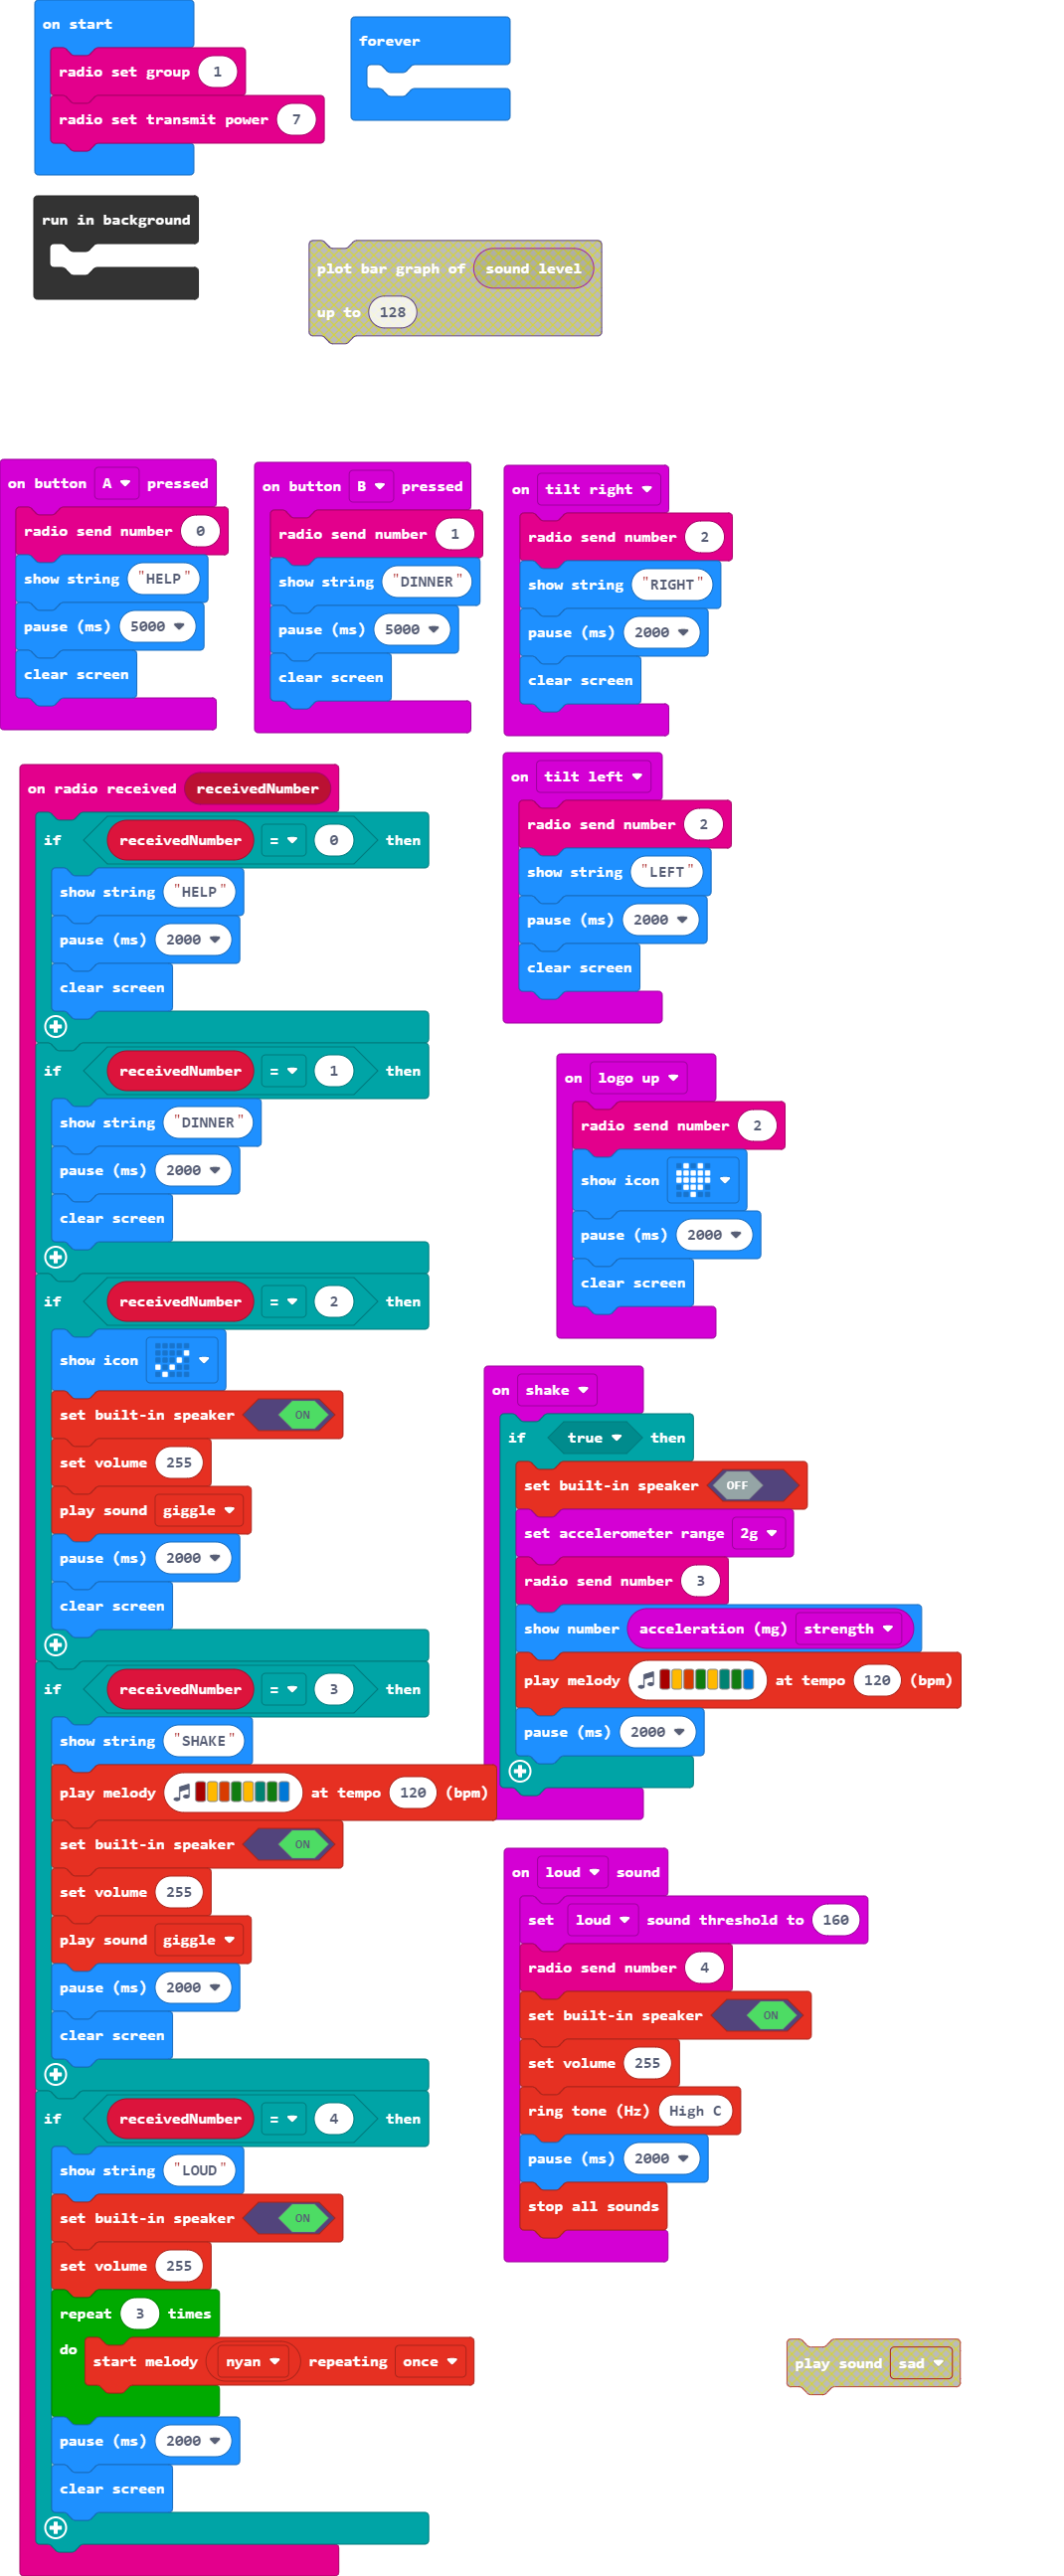 on start
radio set group 1
radio set transmit power 7
forever
run in background
plot bar graph of sound level
up to 128
on button A pressed
radio send number 0
show string "HELP"
pause (ms) 5000
clear screen
on button B pressed
radio send number 1
show string "DINNER"
pause (ms) 5000
clear screen
on tilt right
radio send number 2
show string "RIGHT"
pause (ms) 2000
clear screen
on radio received receivedNumber
if receivedNumber = 0 then
show string "HELP"
pause (ms) 2000
clear screen
if receivedNumber = 1 then
show string "DINNER"
pause (ms) 2000
clear screen
if receivedNumber = 2 then
show icon
set built-in speaker ON
set volume 255
play sound giggle
pause (ms) 2000
clear screen
if receivedNumber = 3 then
show string "SHAKE"
play melody at tempo 120 (bpm)
set built-in speaker ON
set volume 255
play sound giggle
pause (ms) 2000
clear screen
if receivedNumber = 4 then
show string "LOUD"
set built-in speaker ON
set volume 255
repeat 3 times
do
start melody nyan repeating once
pause (ms) 2000
clear screen
on tilt left
radio send number 2
show string "LEFT"
pause (ms) 2000
clear screen
on logo up
radio send number 2
show icon
pause (ms) 2000
clear screen
on shake
if true then
set built-in speaker OFF
set accelerometer range 2g
radio send number 3
show number acceleration (mg) strength
play melody at tempo 120 (bpm)
pause (ms) 2000
on loud sound
set loud sound threshold to 160
radio send number 4
set built-in speaker ON
set volume 255
ring tone (Hz) High C
pause (ms) 2000
stop all sounds
play sound sad